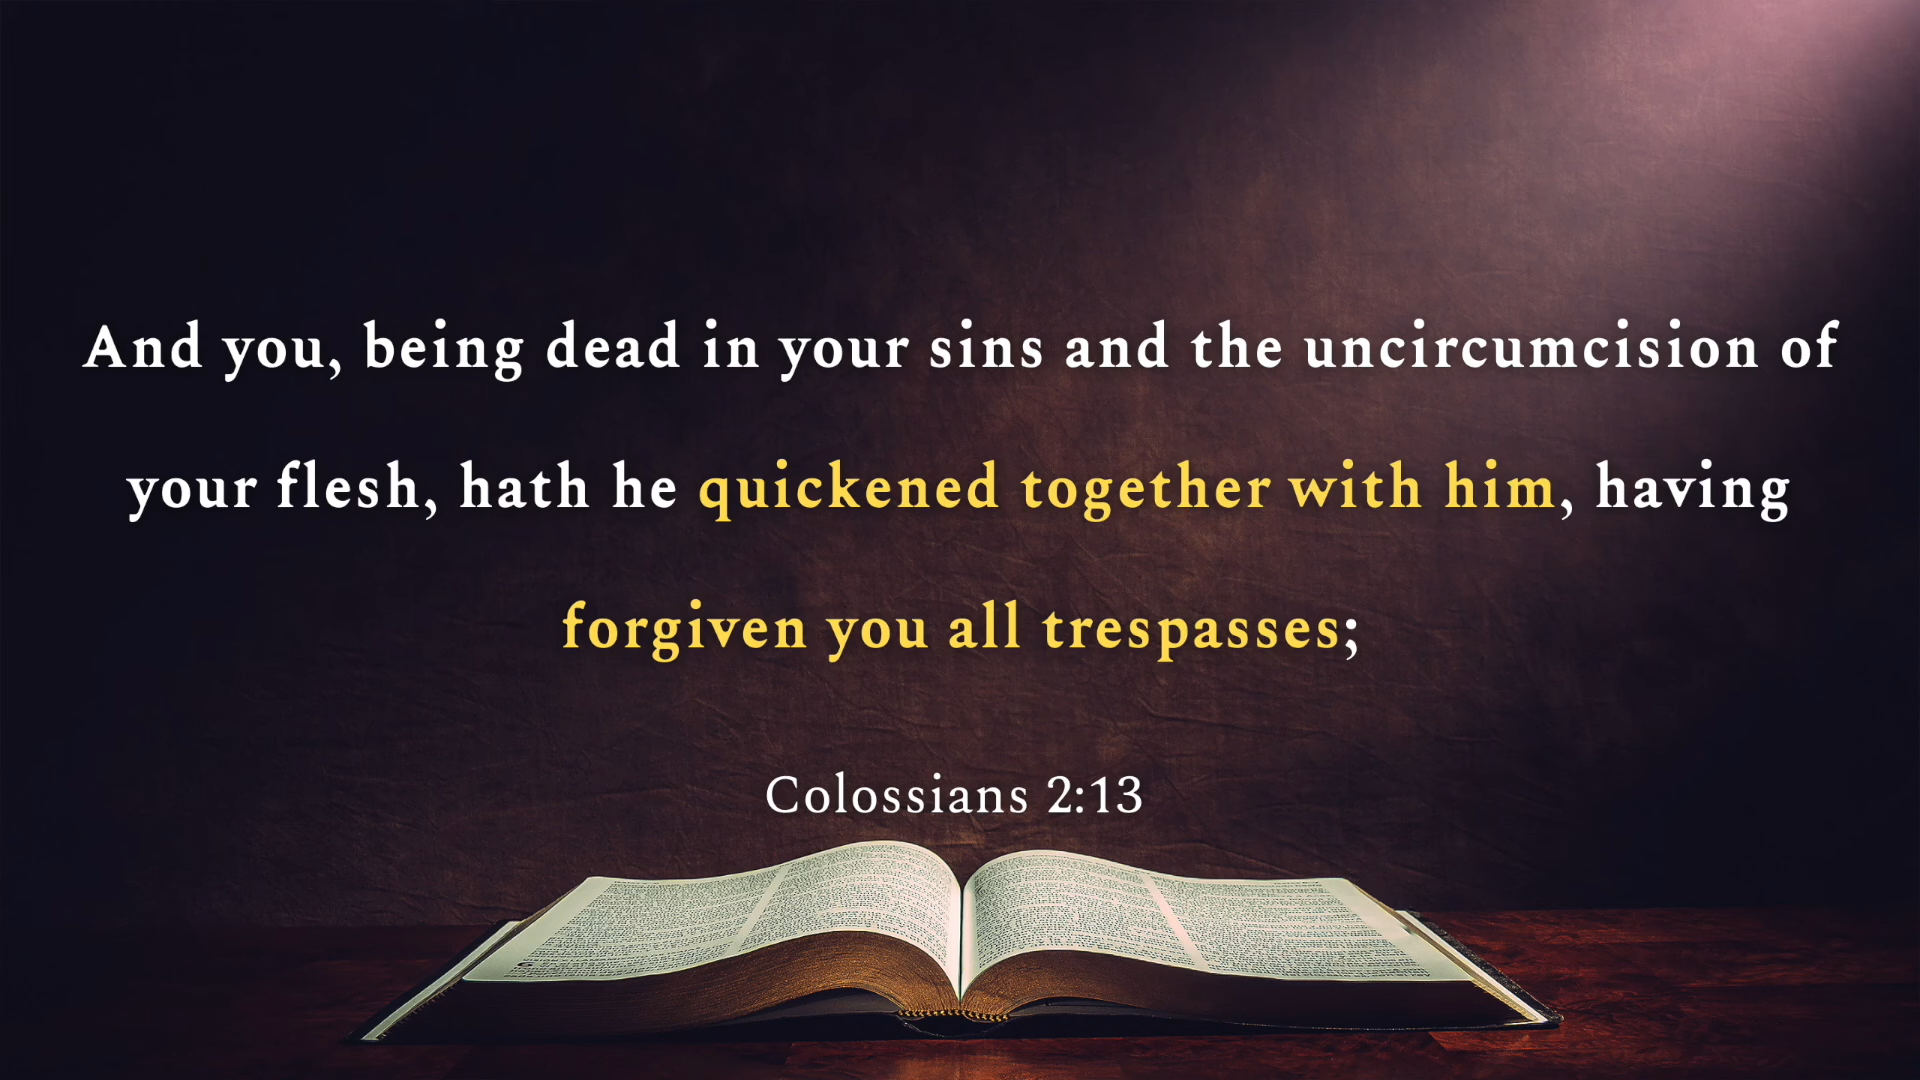 And you, being dead in your sins and the uncircumcision of
your flesh, hath he quickened together with him, having
forgiven you all trespasses;
Colossians 2:13